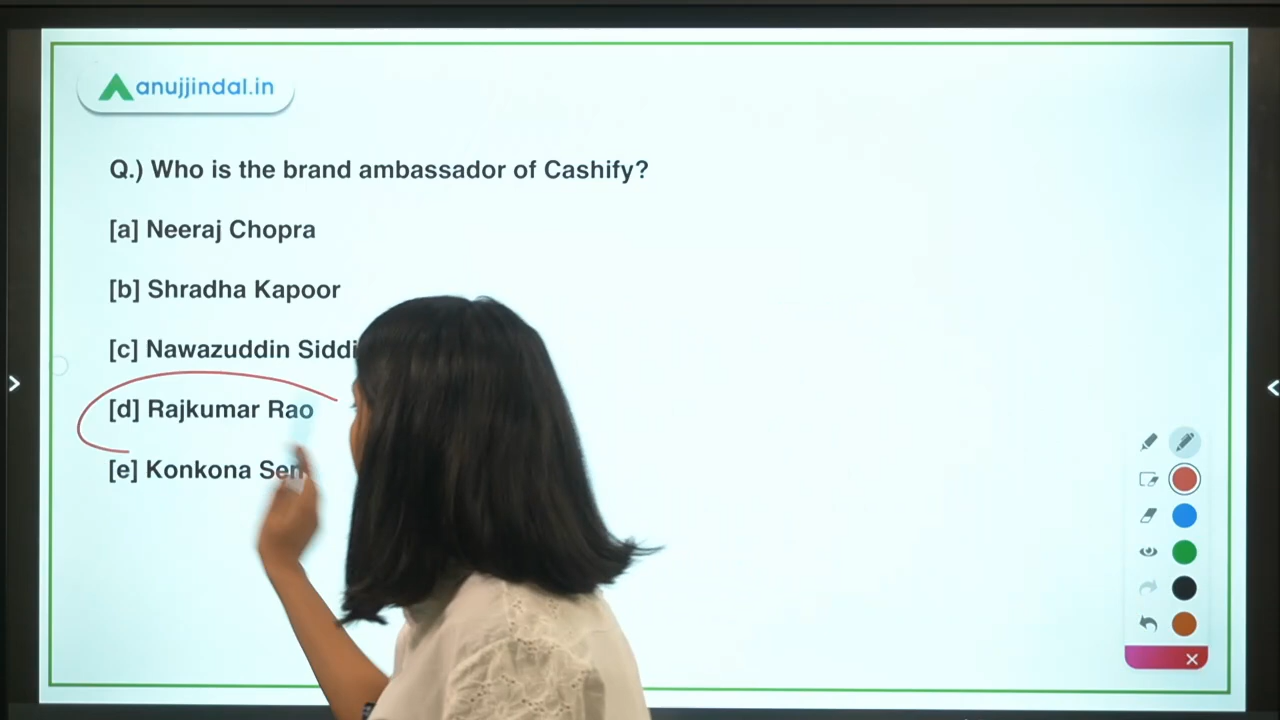 anujjindal.in
Q.) Who is the brand ambassador of Cashify?
[a] Neeraj Chopra
[b] Shradha Kapoor
[c] Nawazuddin Siddi
[d] Rajkumar Rao
[e] Konkona Sen